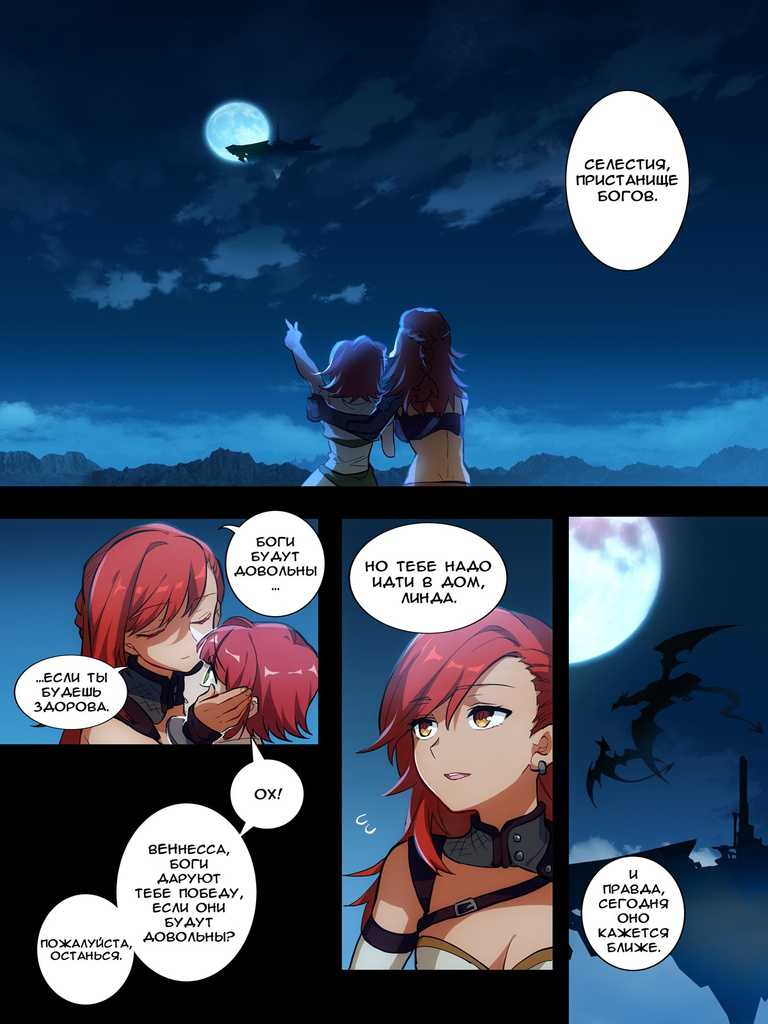 СЕЛЕСТИЯ,
ПРИСТАНИЩЕ
БОГОВ.
БОГИ
БУДУТ
ДОВОЛЬНЫ
...
...ЕСЛИ ТЫ
БУДЕШЬ
ЗДОРОВА.
ОХ!
ВЕННЕССА,
БОГИ
ДАРУЮТ
ТЕБЕ ПОБЕДУ,
ЕСЛИ ОНИ
БУДУТ
ДОВОЛЬНЫ?
ПОЖАЛУЙСТА,
ОСТАНЬСЯ.
НО ТЕБЕ НАДО
ИДТИ В ДОМ,
ЛИНДА.
И
ПРАВДА,
СЕГОДНЯ
ОНО
КАЖЕТСЯ
БЛИЖЕ.